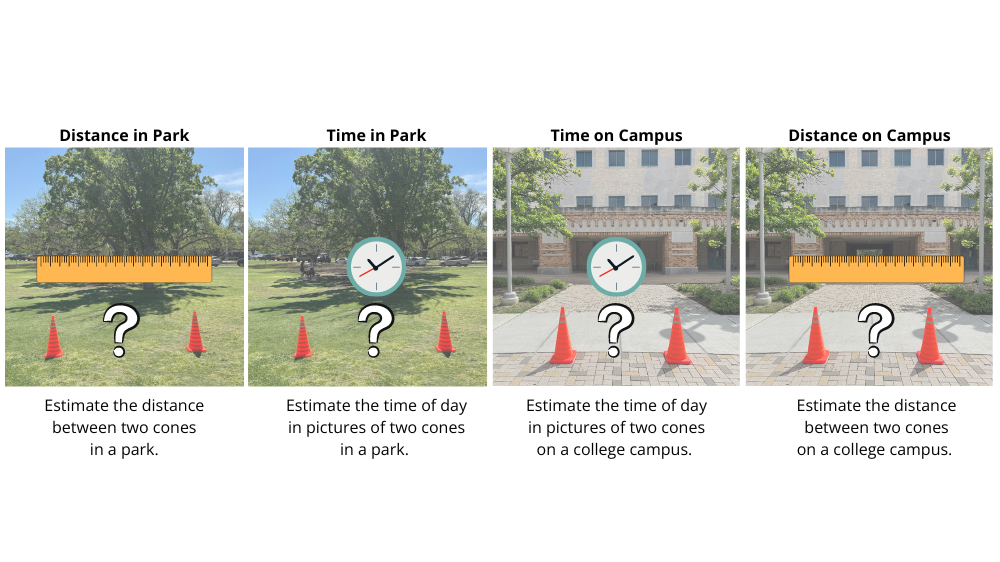 Distance in Park
Time in Park
Time on Campus
Distance on Campus
?
?
?
?
Estimate the distance
between two cones
in a park.
Estimate the time of day
in pictures of two cones
in a park.
Estimate the time of day
in pictures of two cones
on a college campus.
Estimate the distance
between two cones
on a college campus.